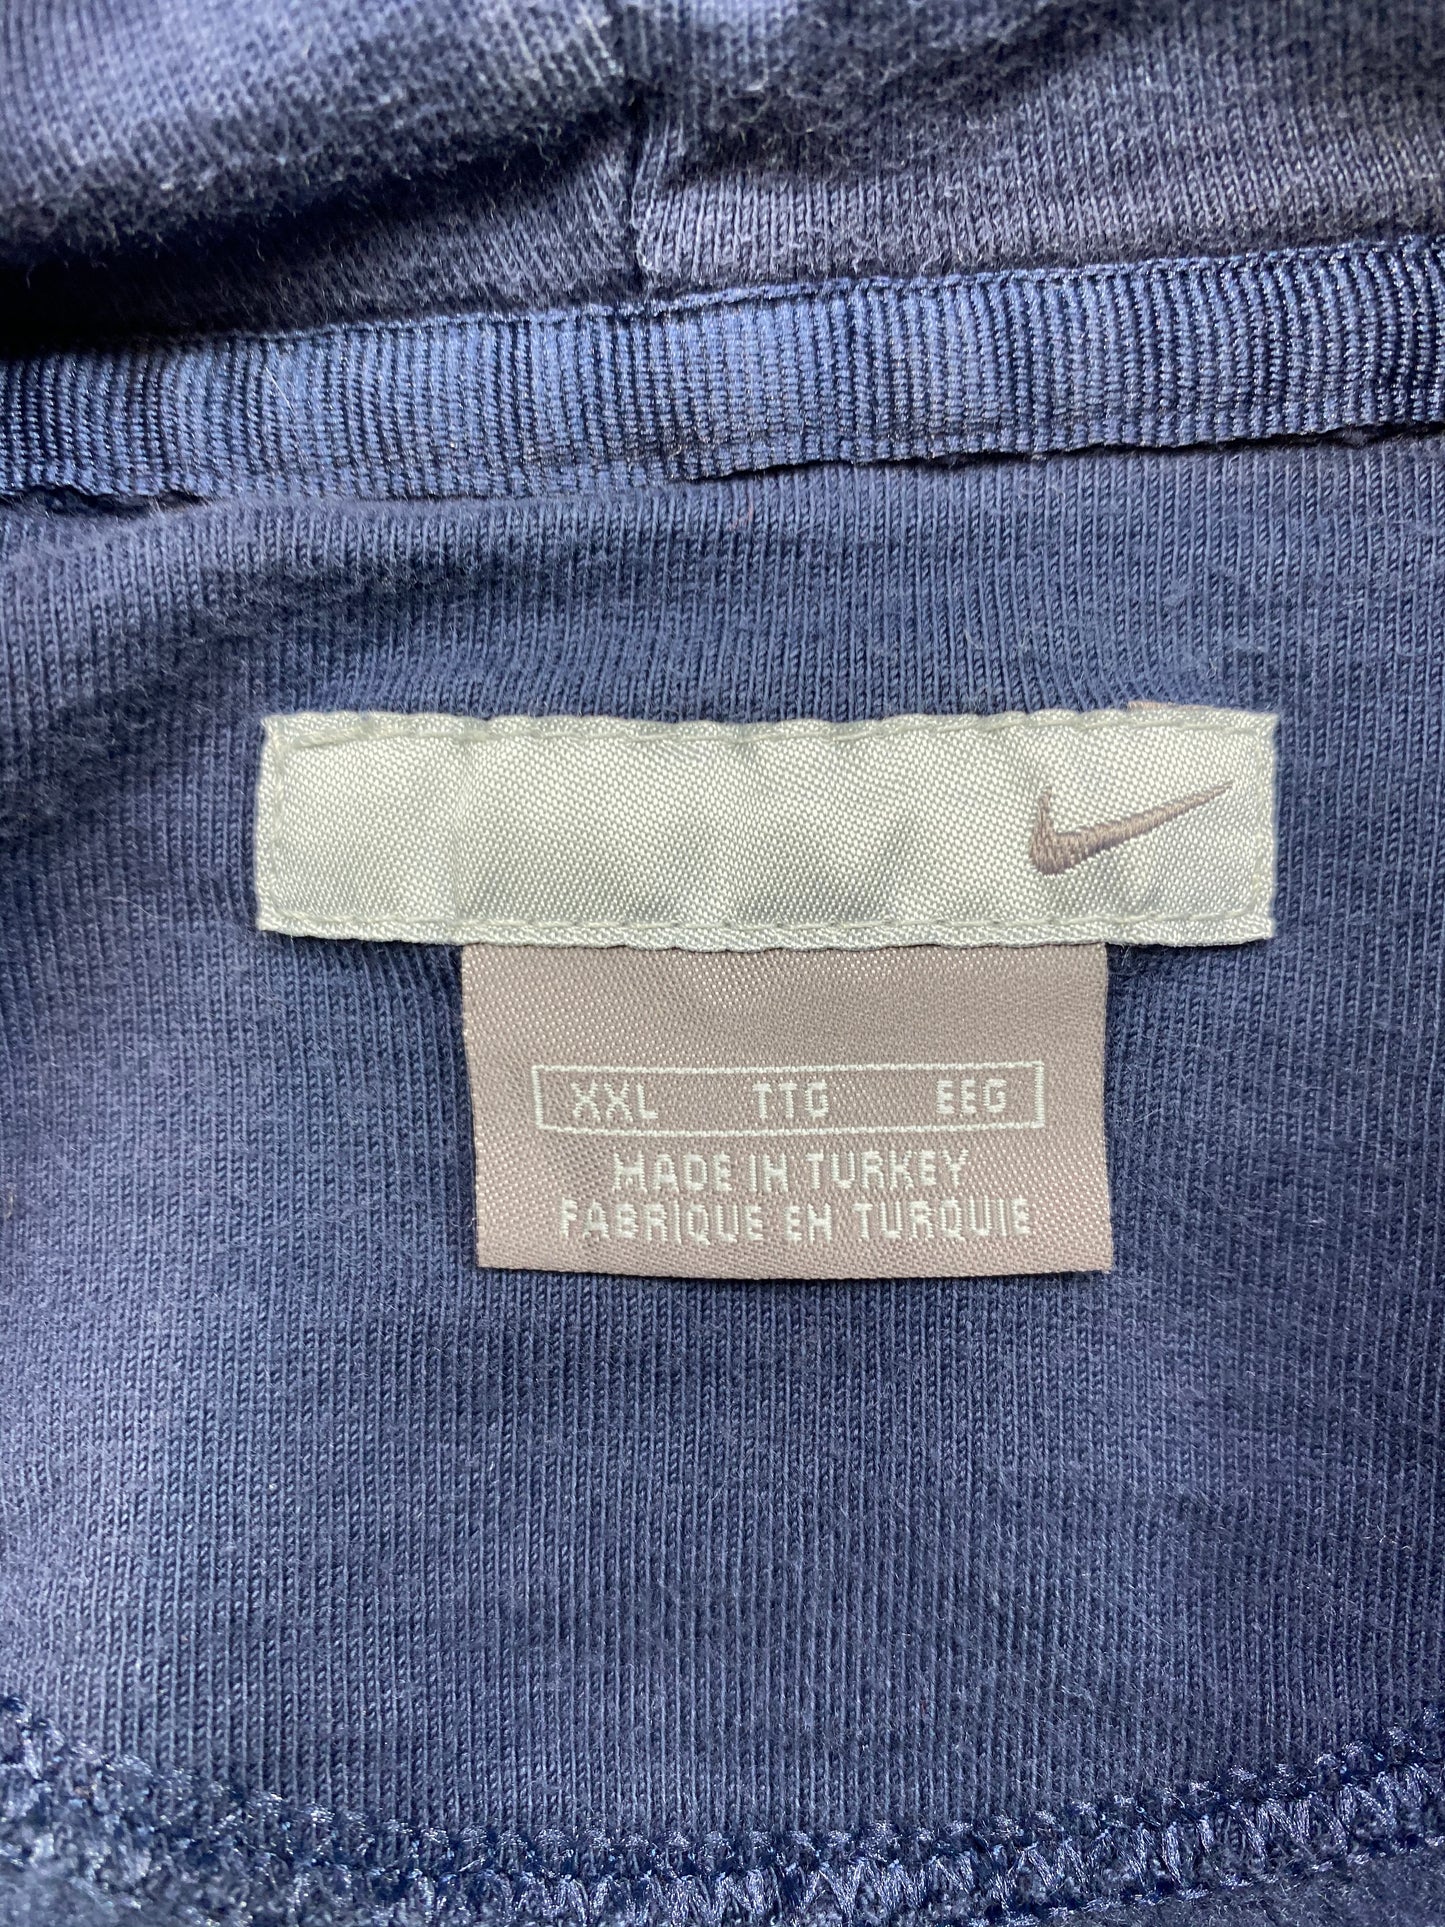 XXL TTG EEG
MADE IN TURKEY
FABRIQUE EN TURQUIE